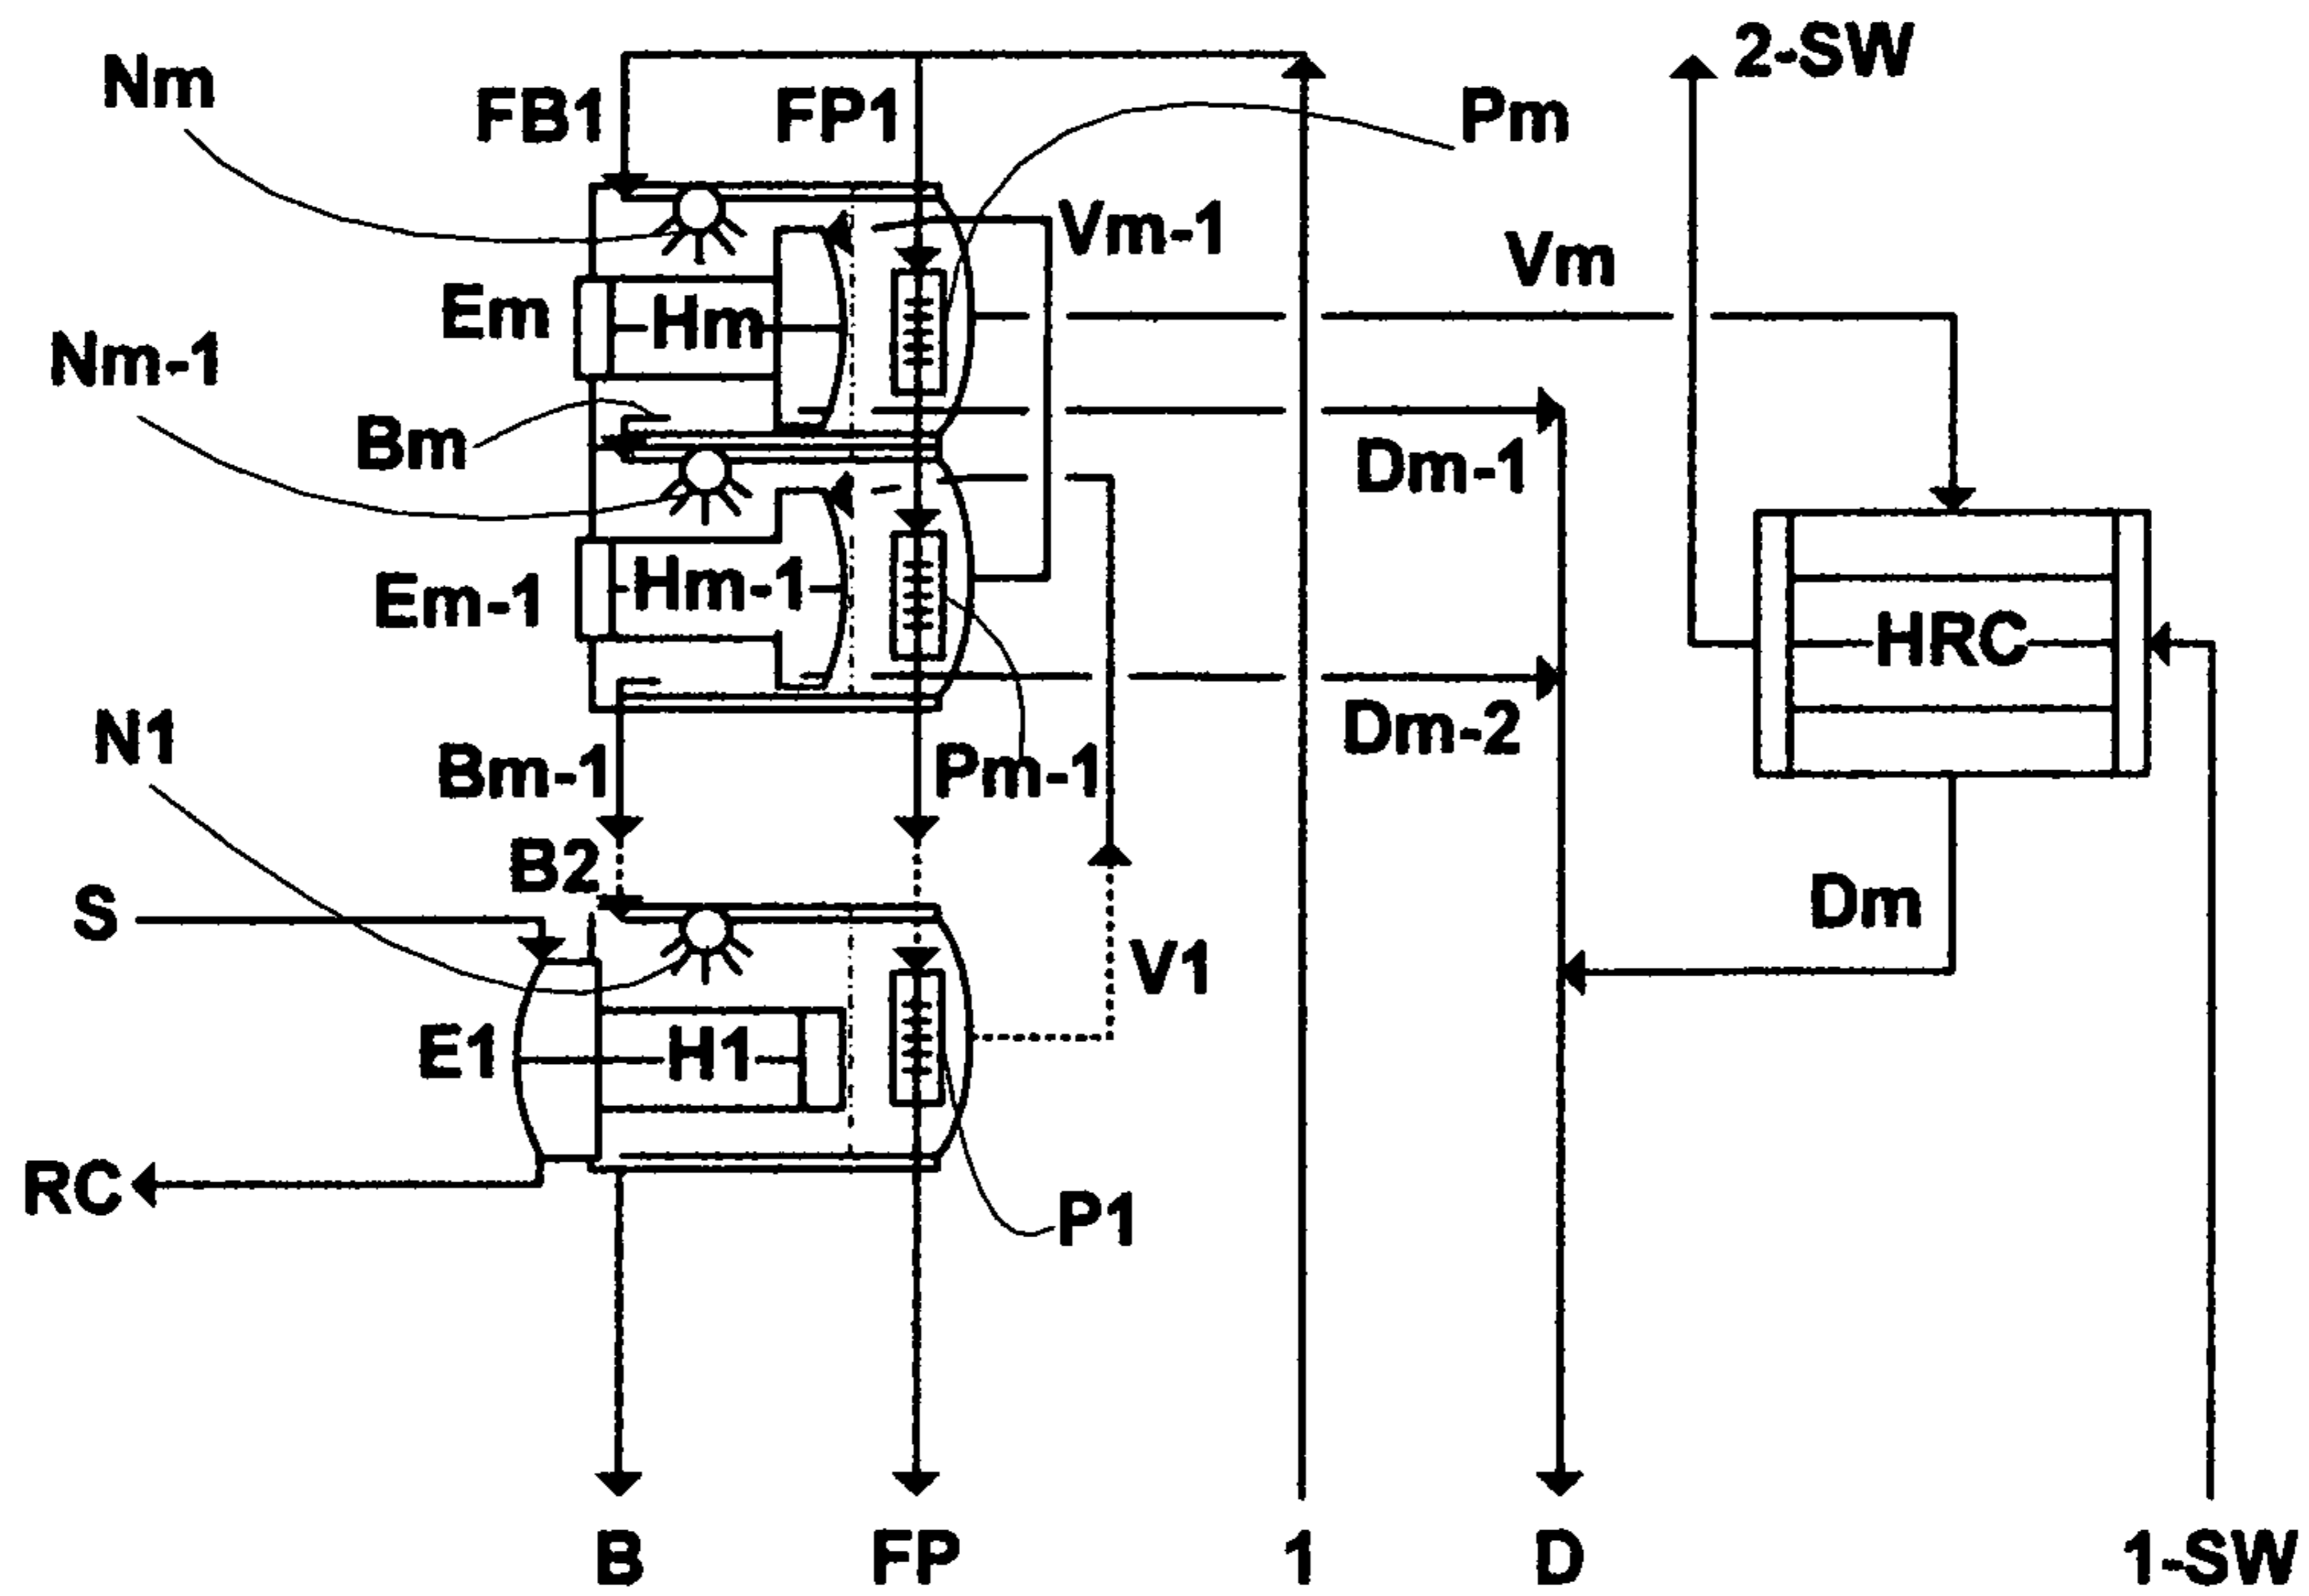 2-SW
Nm
FB1
FP1
Pm
Vm-1
Vm
Em
Hm
Nm-1
Bm
Dm-1
Em-1
Hm-1
HRC
N1
Dm-2
Bm-1
Pm-1
B2
S
Dm
V1
E1
H1
RC
P1
B
FP
1
D
1-SW